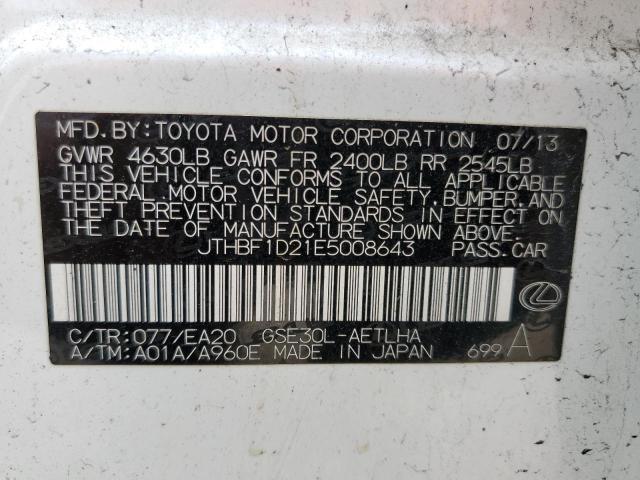 MFD.BY:TOYOTA MOTOR CORPORATION 07/13
GVWR 4630LB GAWR FR 2400LB RR 2545LB
THIS VEHICLE CONFORMS TO ALL APPLICABLE
FEDERAL MOTOR VEHICLE SAFETY,BUMPER,AND
THEFT PREVENTION STANDARDS IN EFFECT ON
THE DATE OF MANUFACTURE SHOWN ABOVE.
JTHBF1D21E5008643 PASS.CAR
C/TR:077/EA20 GSE30L-AETLHA
A/TM:A01A/A960E MADE IN JAPAN 699 A